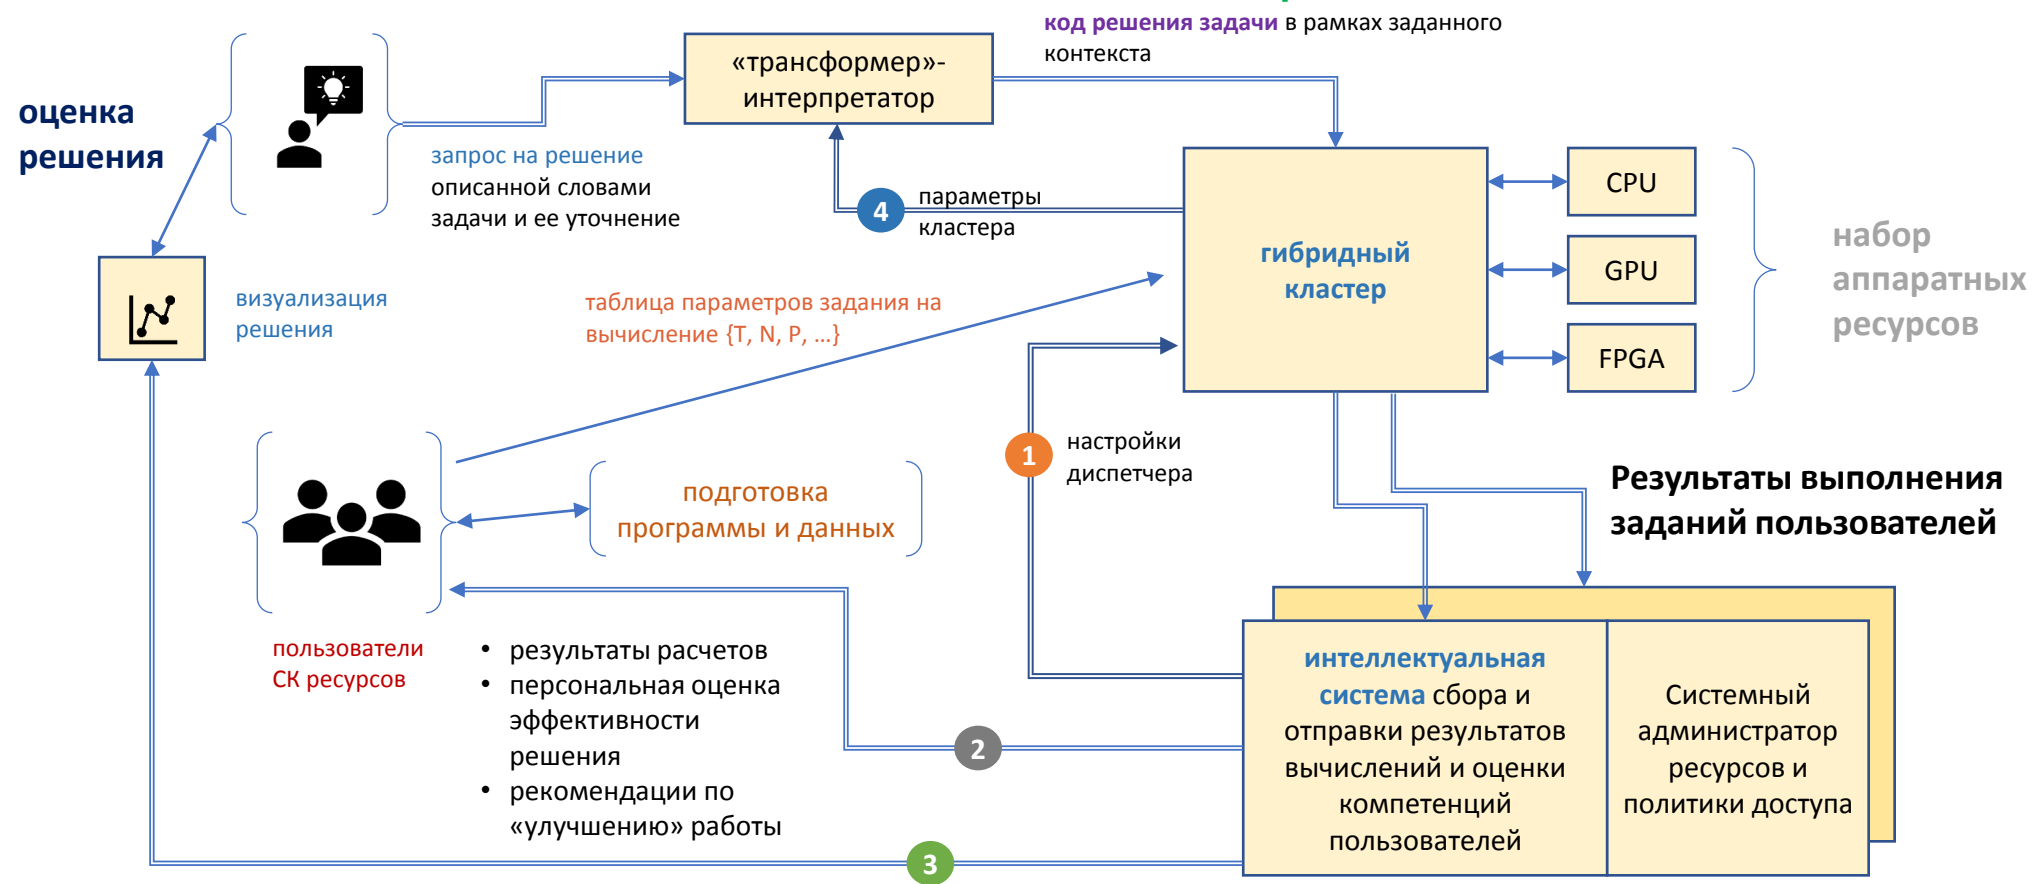 код решения задачи в рамках заданного
контекста
«трансформер»-
интерпретатор
оценка
решения
запрос на решение
описанной словами
задачи и ее уточнение
4
параметры
кластера
гибридный
кластер
CPU
GPU
FPGA
набор
аппаратных
ресурсов
визуализация
решения
таблица параметров задания на
вычисление {T, N, P, ...}
1
настройки
диспетчера
подготовка
программы и данных
Результаты выполнения
заданий пользователей
пользователи
СК ресурсов
• результаты расчетов
• персональная оценка
эффективности
решения
• рекомендации по
«улучшению» работы
2
3
интеллектуальная
система сбора и
отправки результатов
вычислений и оценки
компетенций
пользователей
Системный
администратор
ресурсов и
политики доступа